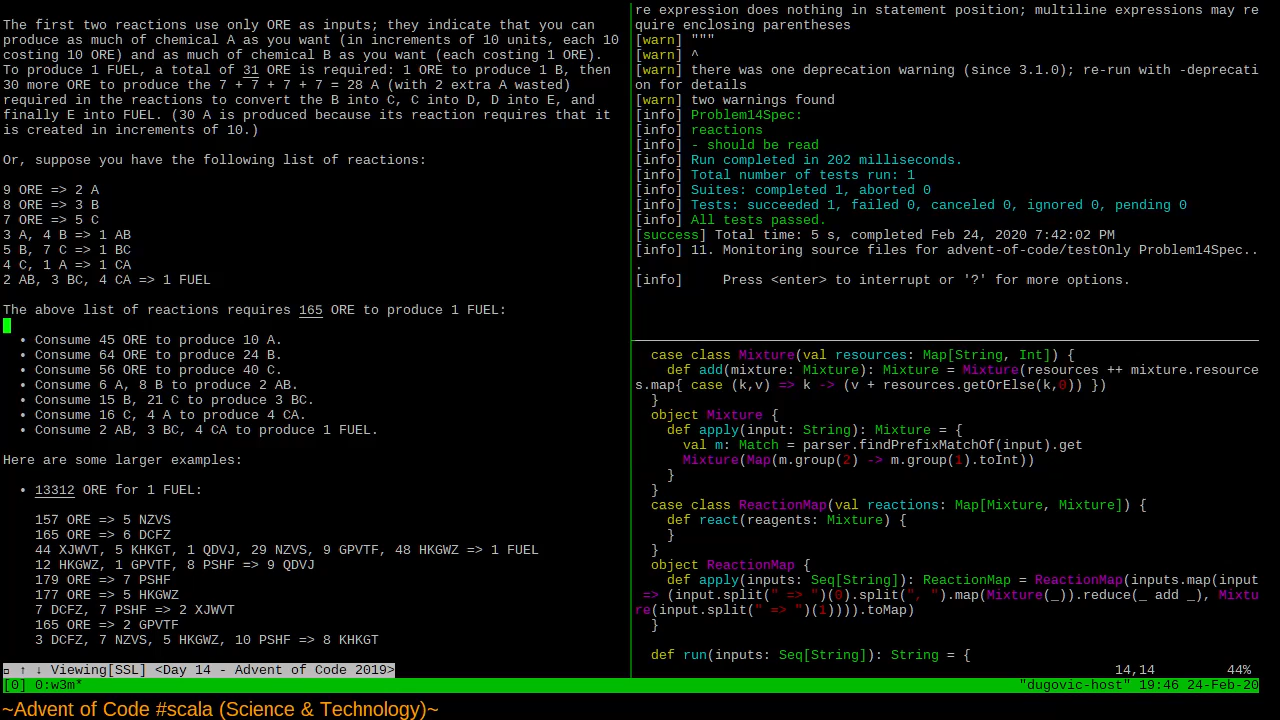 The first two reactions use only ORE as inputs; they indicate that you can
produce as much of chemical A as you want (in increments of 10 units, each 10
costing 10 ORE) and as much of chemical B as you want (each costing 1 ORE).
To produce 1 FUEL, a total of 31 ORE is required: 1 ORE to produce 1 B, then
30 more ORE to produce the 7 + 7 + 7 + 7 = 28 A (with 2 extra A wasted)
required in the reactions to convert the B into C, C into D, D into E, and
finally E into FUEL. (30 A is produced because its reaction requires that it
is created in increments of 10.)
Or, suppose you have the following list of reactions:
9 ORE => 2 A
8 ORE => 3 B
7 ORE => 5 C
3 A, 4 B => 1 AB
5 B, 7 C => 1 BC
4 C, 1 A => 1 CA
2 AB, 3 BC, 4 CA => 1 FUEL
The above list of reactions requires 165 ORE to produce 1 FUEL:
• Consume 45 ORE to produce 10 A.
• Consume 64 ORE to produce 24 B.
• Consume 56 ORE to produce 40 C.
• Consume 6 A, 8 B to produce 2 AB.
• Consume 15 B, 21 C to produce 3 BC.
• Consume 16 C, 4 A to produce 4 CA.
• Consume 2 AB, 3 BC, 4 CA to produce 1 FUEL.
Here are some larger examples:
• 13312 ORE for 1 FUEL:
157 ORE => 5 NZVS
165 ORE => 6 DCFZ
44 XJWVT, 5 KHKGT, 1 QDVJ, 29 NZVS, 9 GPVTF, 48 HKGWZ => 1 FUEL
12 HKGWZ, 1 GPVTF, 8 PSHF => 9 QDVJ
179 ORE => 7 PSHF
177 ORE => 5 HKGWZ
7 DCFZ, 7 PSHF => 2 XJWVT
165 ORE => 2 GPVTF
3 DCFZ, 7 NZVS, 5 HKGWZ, 10 PSHF => 8 KHKGT
↑ ↓ Viewing[SSL] <Day 14 - Advent of Code 2019>
re expression does nothing in statement position; multiline expressions may re
quire enclosing parentheses
[warn] """
[warn] ^
[warn] there was one deprecation warning (since 3.1.0); re-run with -deprecati
on for details
[warn] two warnings found
[info] Problem14Spec:
[info] reactions
[info] - should be read
[info] Run completed in 202 milliseconds.
[info] Total number of tests run: 1
[info] Suites: completed 1, aborted 0
[info] Tests: succeeded 1, failed 0, canceled 0, ignored 0, pending 0
[info] All tests passed.
[success] Total time: 5 s, completed Feb 24, 2020 7:42:02 PM
[info] 11. Monitoring source files for advent-of-code/testOnly Problem14Spec..
.
[info]     Press <enter> to interrupt or '?' for more options.
case class Mixture(val resources: Map[String, Int]) {
def add(mixture: Mixture): Mixture = Mixture(resources ++ mixture.resource
s.map{ case (k,v) => k -> (v + resources.getOrElse(k,0)) })
}
object Mixture {
def apply(input: String): Mixture = {
val m: Match = parser.findPrefixMatchOf(input).get
Mixture(Map(m.group(2) -> m.group(1).toInt))
}
}
case class ReactionMap(val reactions: Map[Mixture, Mixture]) {
def react(reagents: Mixture) {
}
}
object ReactionMap {
def apply(inputs: Seq[String]): ReactionMap = ReactionMap(inputs.map(input
=> (input.split(" => ")(0).split(", ").map(Mixture(_)).reduce(_ add _), Mixtu
re(input.split(" => ")(1)))).toMap)
}
def run(inputs: Seq[String]): String = {
14,14 44%
[0] 0:w3m* "dugovic-host" 19:46 24-Feb-20
~Advent of Code #scala (Science & Technology)~